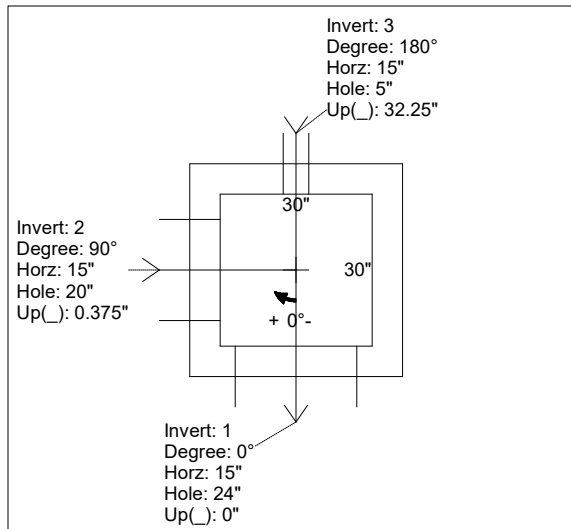 Invert: 3
Degree: 180°
Horz: 15"
Hole: 5"
Up(_): 32.25"
30"
Invert: 2
Degree: 90°
Horz: 15"
Hole: 20"
Up(_): 0.375"
30"
+ 0°-
Invert: 1
Degree: 0°
Horz: 15"
Hole: 24"
Up(_): 0"